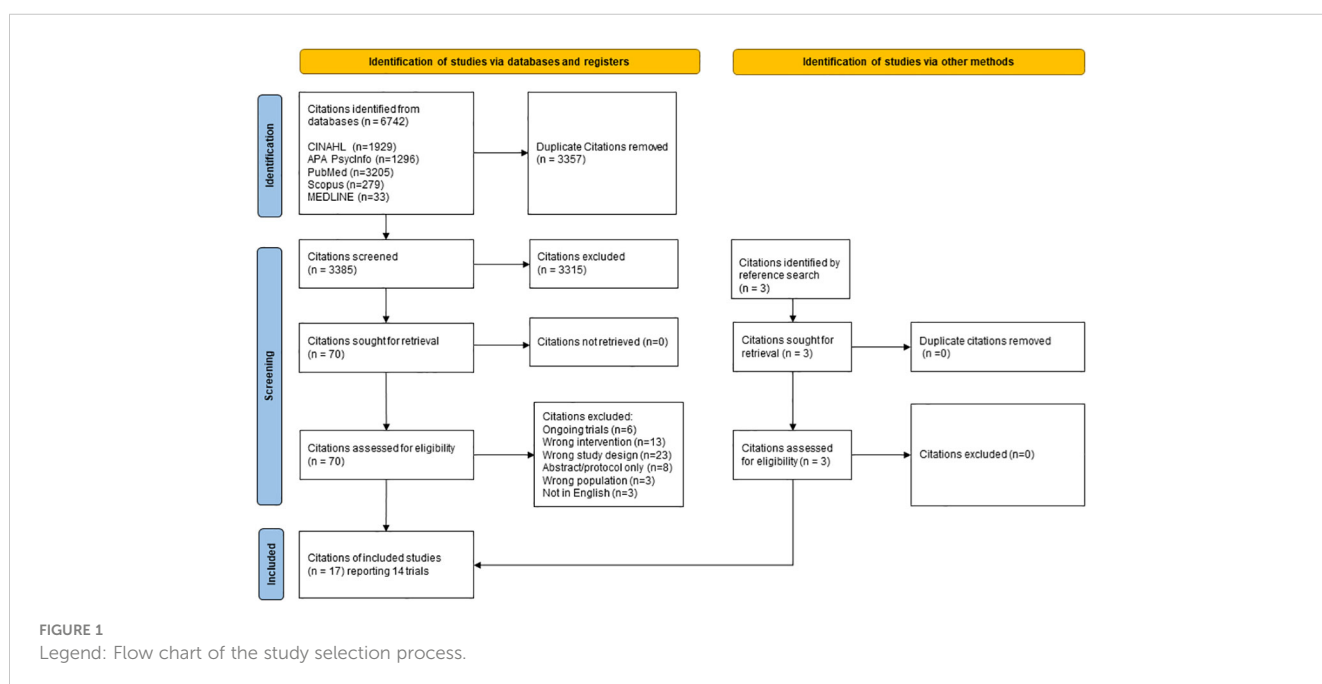 Identification of studies via databases and registers
Identification of studies via other methods
Identification
Citations identified from
databases (n = 6742)
CINAHL (n=1929)
APA PsycInfo (n=1296)
PubMed (n=3205)
Scopus (n=279)
MEDLINE (n=33)
Duplicate Citations removed
(n = 3357)
Screening
Citations screened
(n = 3385)
Citations excluded
(n = 3315)
Citations identified by
reference search
(n = 3)
Citations sought for retrieval
(n = 70)
Citations not retrieved (n=0)
Citations sought for
retrieval (n = 3)
Duplicate citations removed
(n =0)
Citations assessed for eligibility
(n = 70)
Citations excluded:
Ongoing trials (n=6)
Wrong intervention (n=13)
Wrong study design (n=23)
Abstract/protocol only (n=8)
Wrong population (n=3)
Not in English (n=3)
Citations assessed
for eligibility (n = 3)
Citations excluded (n=0)
Included
Citations of included studies
(n = 17) reporting 14 trials
FIGURE 1
Legend: Flow chart of the study selection process.